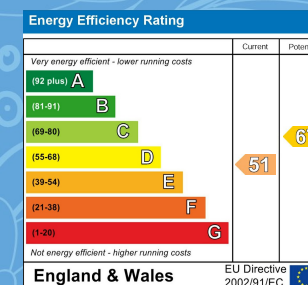 Energy Efficiency Rating
Current
Very energy efficient - lower running costs
(92 plus) A
(81-91) B
(69-80) C
(55-68) D
(39-54) E
(21-38) F
(1-20) G
51
Not energy efficient - higher running costs
England & Wales
EU Directive
2002/91/EC